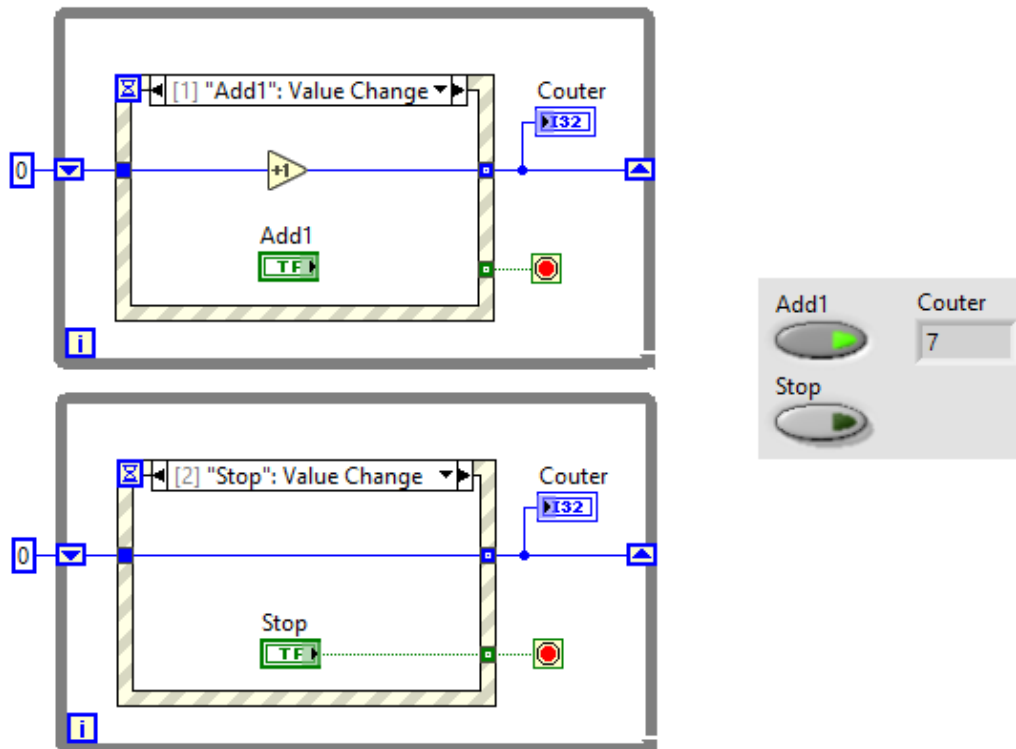 [1] "Add1": Value Change
Couter
I32
0
+1
Add1
TF
i
[2] "Stop": Value Change
Couter
I32
0
Stop
TF
i
Add1
Couter
7
Stop